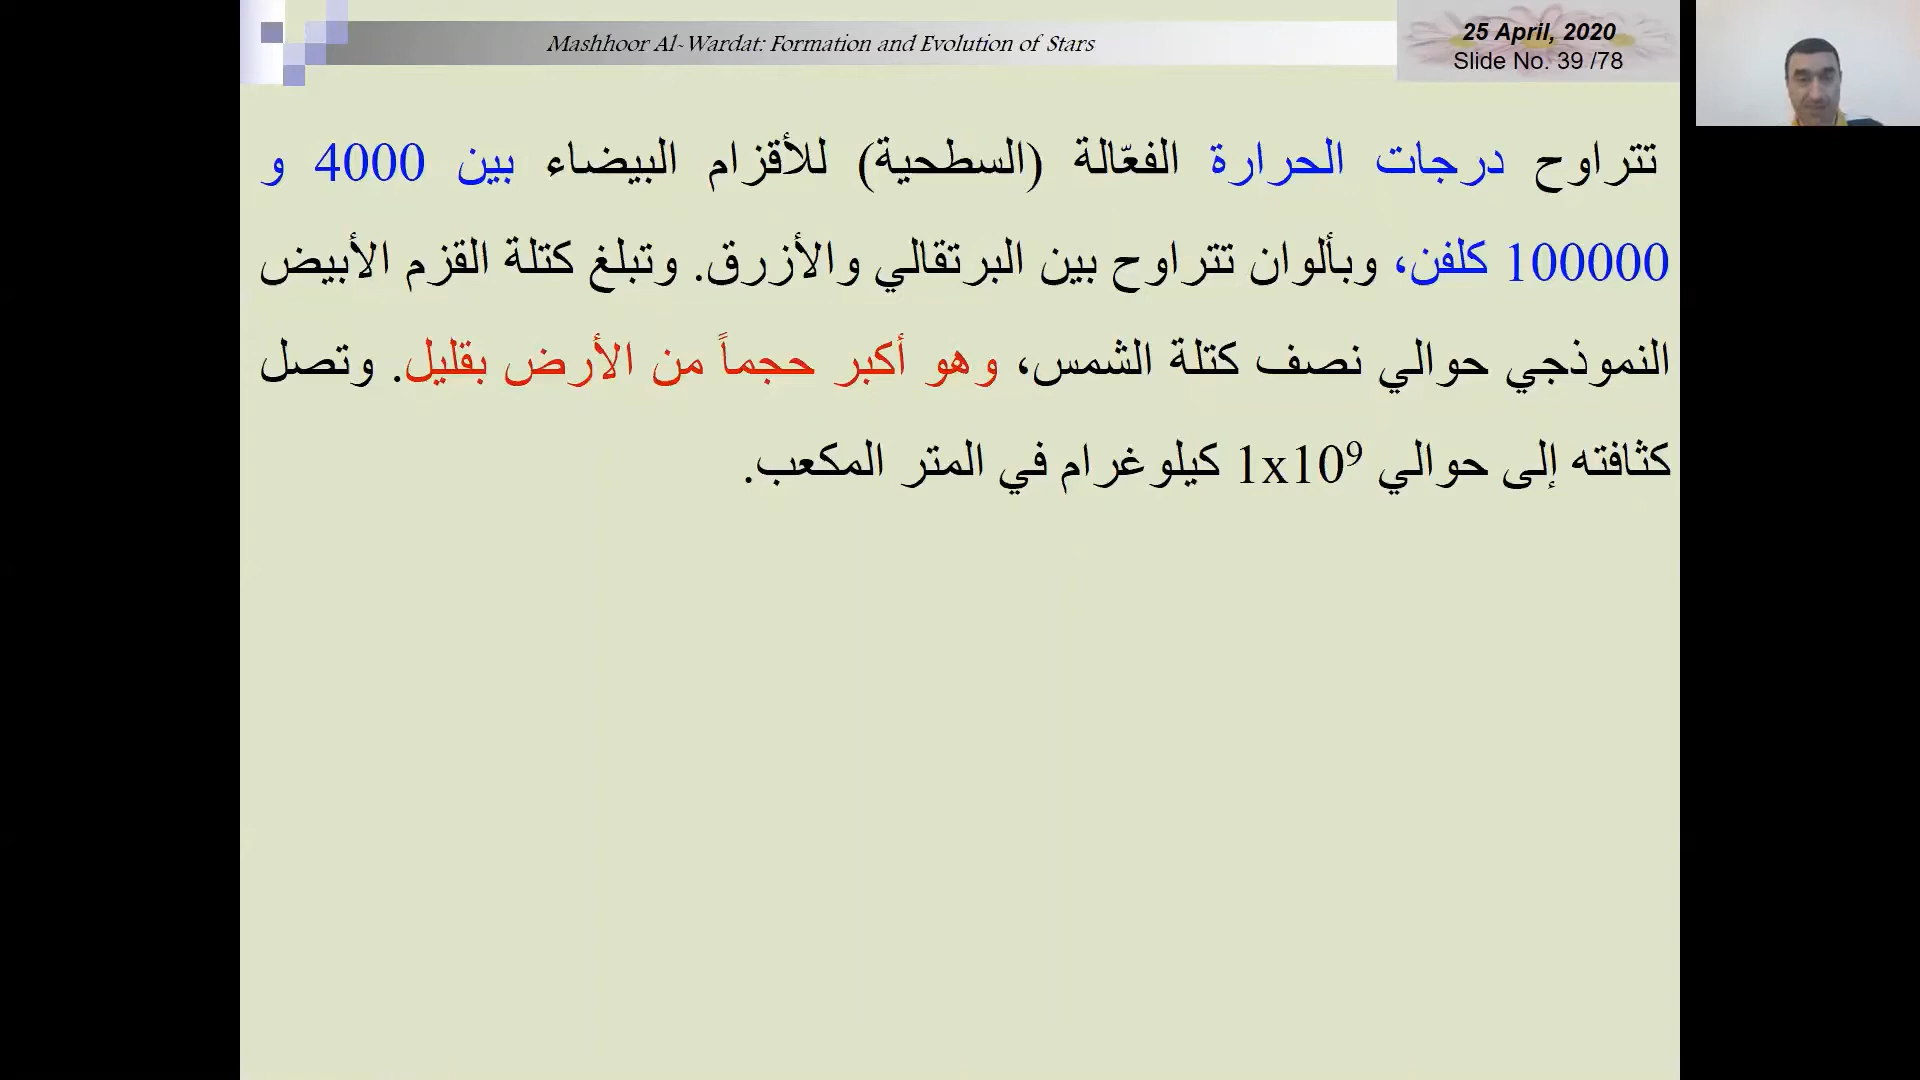 Mashhoor Al-Wardat: Formation and Evolution of Stars
25 April, 2020
Slide No. 39 /78
تتراوح درجات الحرارة الفعّالة (السطحية) للأقزام البيضاء بين 4000 و
100000 كلفن، وبألوان تتراوح بين البرتقالي والأزرق. وتبلغ كتلة القزم الأبيض
النموذجي حوالي نصف كتلة الشمس، وهو أكبر حجماً من الأرض بقليل. وتصل
كثافته إلى حوالي 1x10⁹ كيلوغرام في المتر المكعب.